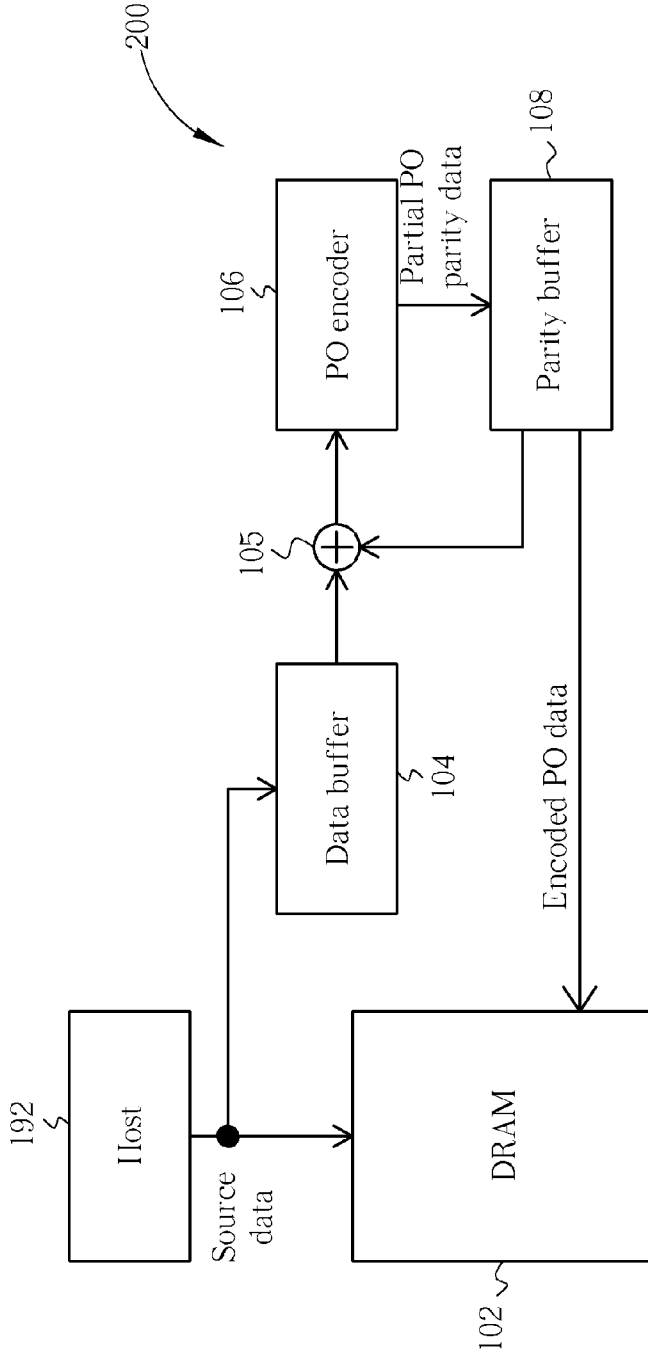 200
192
Host
Source
data
DRAM
102
Data buffer
104
105
106
PO encoder
Partial PO
parity data
108
Parity buffer
Encoded PO data